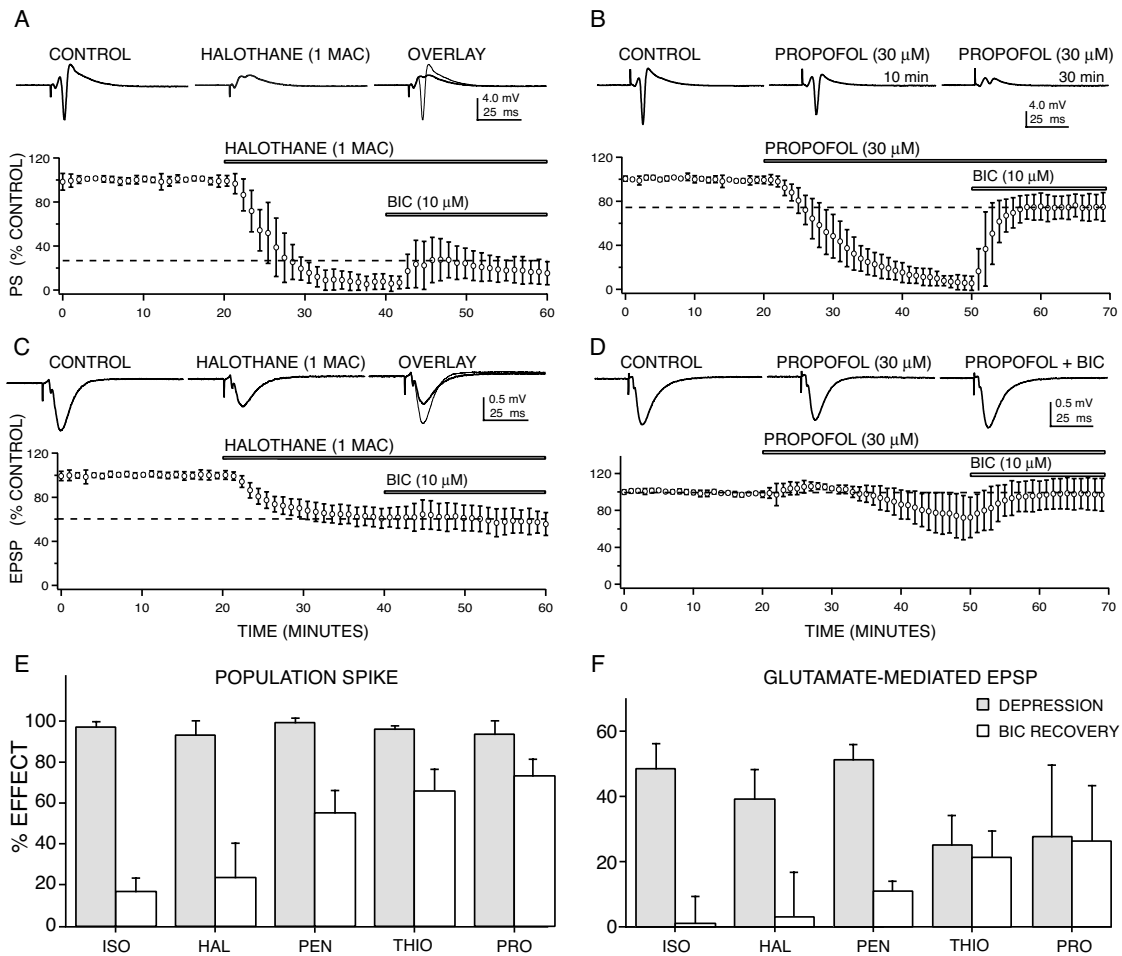 A
CONTROL
HALOTHANE (1 MAC)
OVERLAY
4.0 mV
25 ms
PS (% CONTROL)
120
80
40
0
HALOTHANE (1 MAC)
BIC (10 µM)
0 10 20 30 40 50 60
B
CONTROL
PROPOFOL (30 µM)
10 min
PROPOFOL (30 µM)
30 min
4.0 mV
25 ms
120
80
40
0
PROPOFOL (30 µM)
BIC (10 µM)
0 10 20 30 40 50 60 70
C
CONTROL
HALOTHANE (1 MAC)
OVERLAY
0.5 mV
25 ms
EPSP (% CONTROL)
120
80
40
0
HALOTHANE (1 MAC)
BIC (10 µM)
0 10 20 30 40 50 60
TIME (MINUTES)
D
CONTROL
PROPOFOL (30 µM)
PROPOFOL + BIC
0.5 mV
25 ms
120
80
40
0
PROPOFOL (30 µM)
BIC (10 µM)
0 10 20 30 40 50 60 70
TIME (MINUTES)
E
POPULATION SPIKE
% EFFECT
100
80
60
40
20
0
ISO HAL PEN THIO PRO
F
GLUTAMATE-MEDIATED EPSP
DEPRESSION
BIC RECOVERY
60
40
20
0
ISO HAL PEN THIO PRO